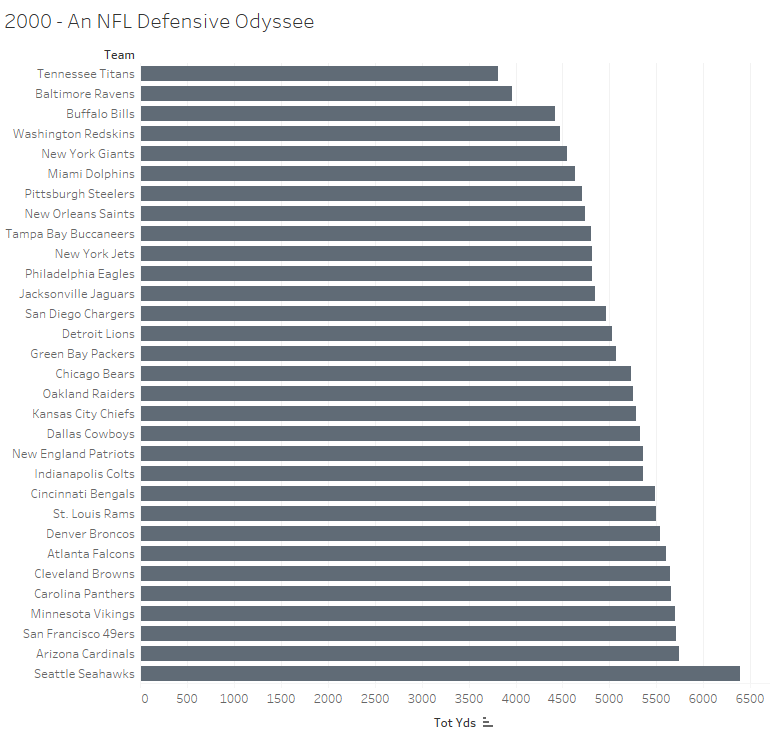 2000 - An NFL Defensive Odyssee
Team
Tennessee Titans
Baltimore Ravens
Buffalo Bills
Washington Redskins
New York Giants
Miami Dolphins
Pittsburgh Steelers
New Orleans Saints
Tampa Bay Buccaneers
New York Jets
Philadelphia Eagles
Jacksonville Jaguars
San Diego Chargers
Detroit Lions
Green Bay Packers
Chicago Bears
Oakland Raiders
Kansas City Chiefs
Dallas Cowboys
New England Patriots
Indianapolis Colts
Cincinnati Bengals
St. Louis Rams
Denver Broncos
Atlanta Falcons
Cleveland Browns
Carolina Panthers
Minnesota Vikings
San Francisco 49ers
Arizona Cardinals
Seattle Seahawks
0 500 1000 1500 2000 2500 3000 3500 4000 4500 5000 5500 6000 6500
Tot Yds